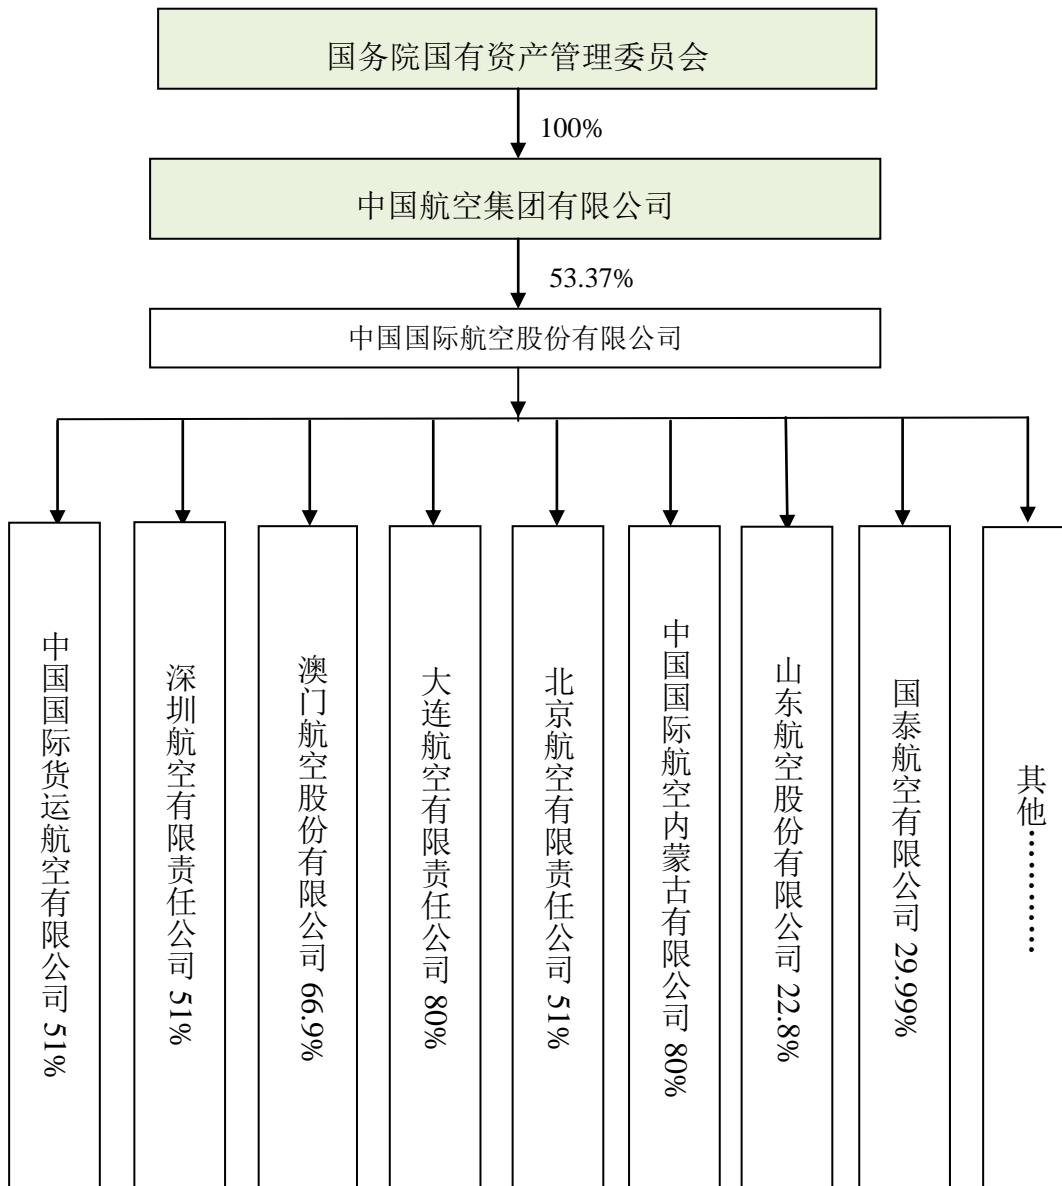 国务院国有资产管理委员会
100%
中国航空集团有限公司
53.37%
中国国际航空股份有限公司
中国国际货运航空有限公司 51%
深圳航空有限责任公司 51%
澳门航空股份有限公司 66.9%
大连航空有限责任公司 80%
北京航空有限责任公司 51%
中国国际航空内蒙古有限公司 80%
山东航空股份有限公司 22.8%
国泰航空有限公司 29.99%
其他…………